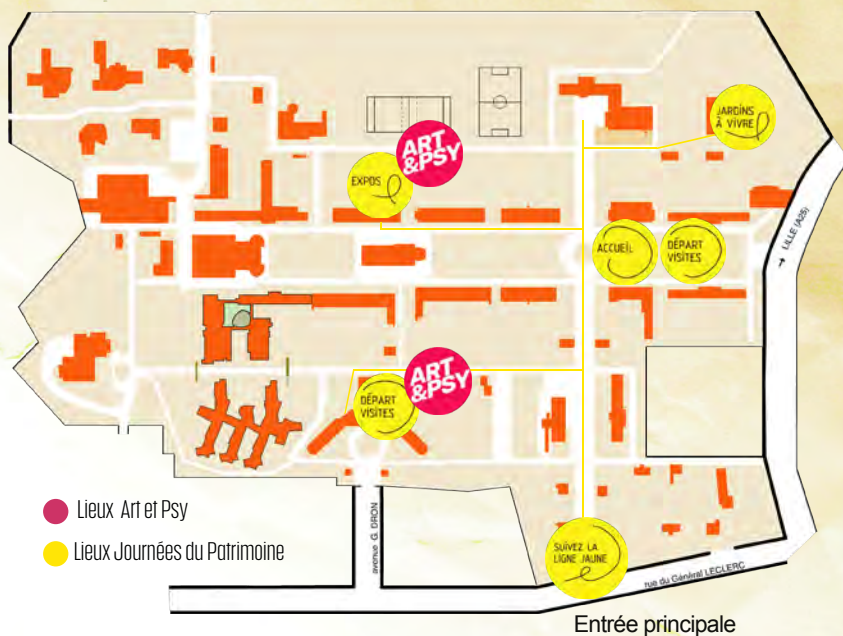 JARDINS
À VIVRE
ART
&PSY
EXPOS
ACCUEIL
DÉPART
VISITES
→ LILLE (A25)
ART
&PSY
DÉPART
VISITES
Lieux Art et Psy
Lieux Journées du Patrimoine
avenue G. DRON
SUIVEZ LA
LIGNE JAUNE
rue du Général LECLERC
Entrée principale